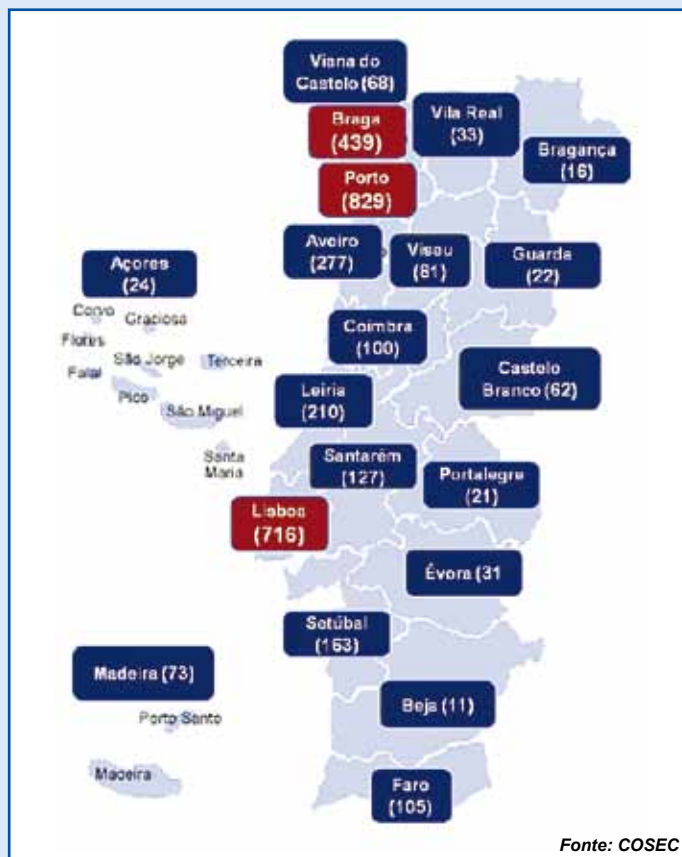 Viana do
Castelo (68)
Braga
(439)
Vila Real
(33)
Bragança
(16)
Porto
(829)
Aveiro
(277)
Viseu
(81)
Guarda
(22)
Açores
(24)
Corvo
Graciosa
Flores
São Jorge
Terceira
Faial
Pico
São Miguel
Santa
Maria
Coimbra
(100)
Castelo
Branco (62)
Leiria
(210)
Santarém
(127)
Portalegre
(21)
Lisboa
(716)
Évora (31
Setúbal
(163)
Madeira (73)
Porto Santo
Madeira
Beja (11)
Faro
(105)
Fonte: COSEC